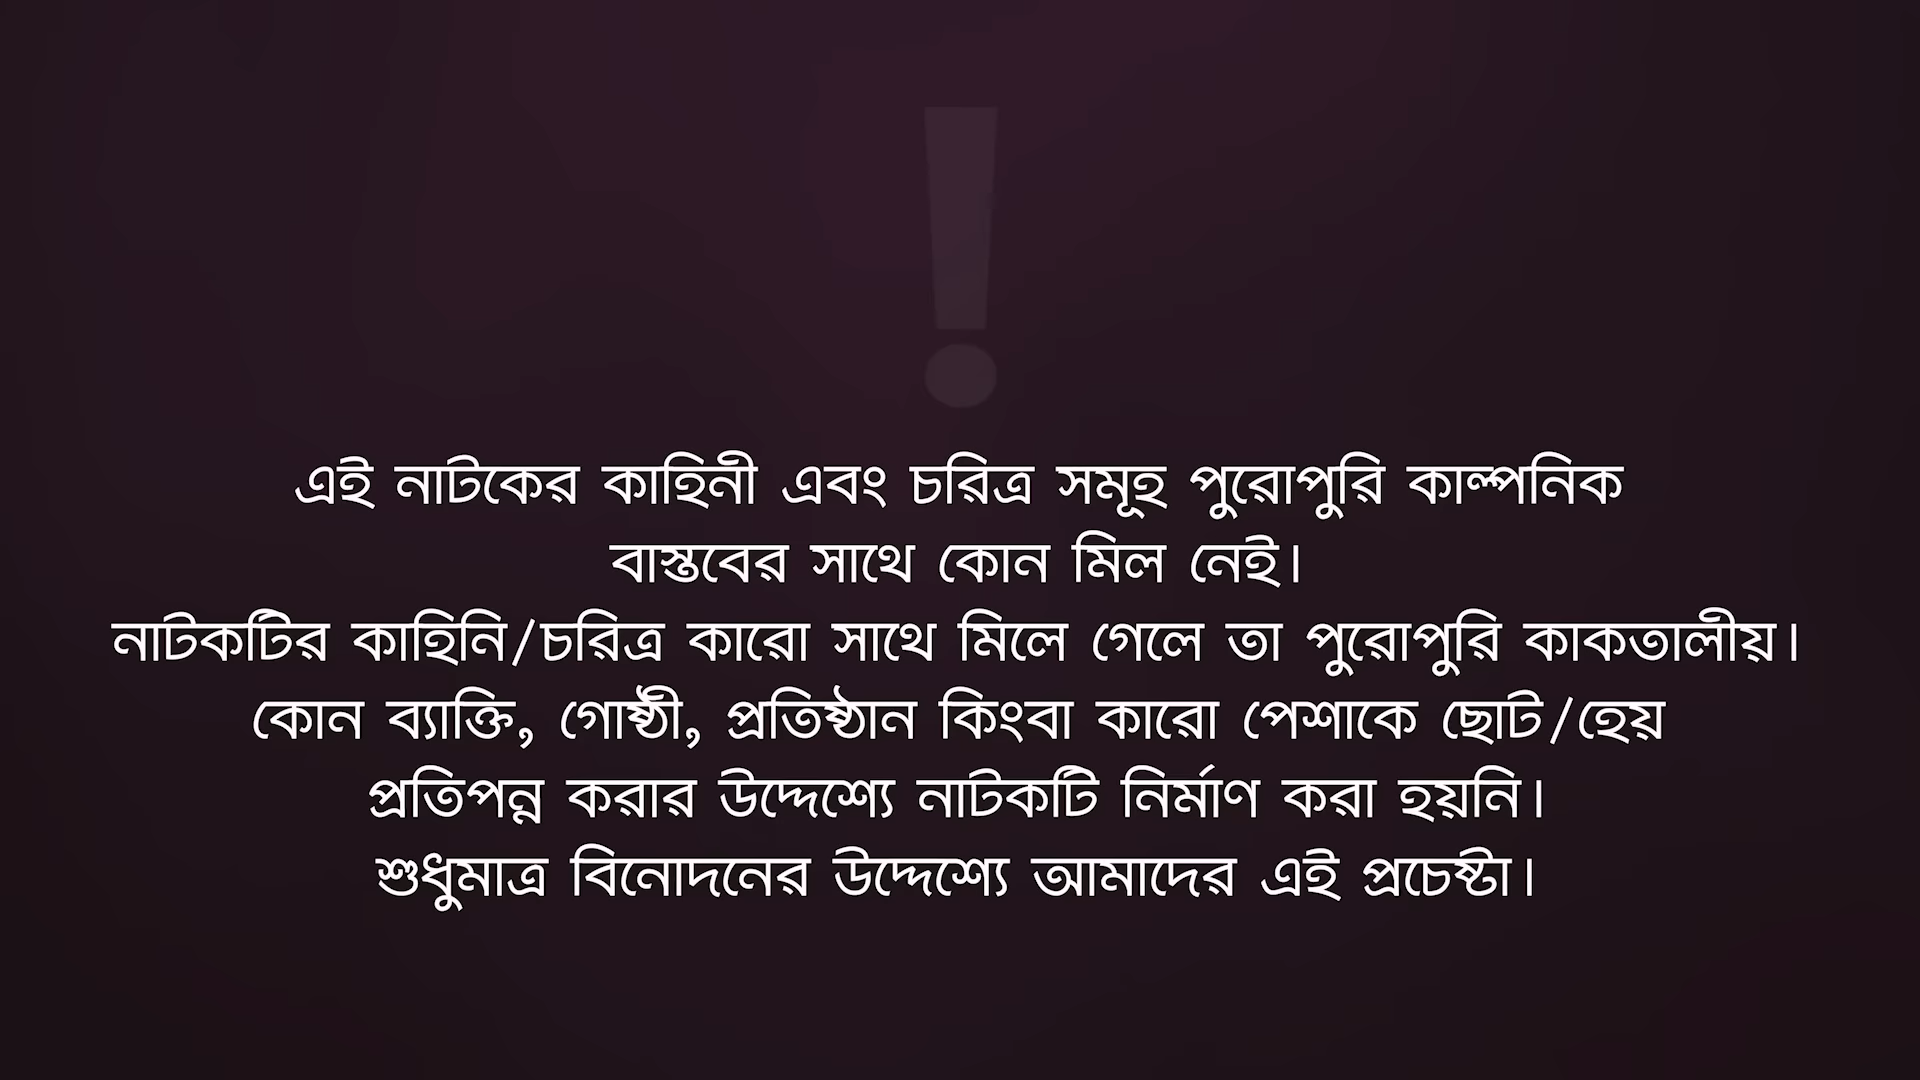 এই নাটকের কাহিনী এবং চরিত্র সমূহ পুরোপুরি কাল্পনিক
বাস্তবের সাথে কোন মিল নেই।
নাটকটির কাহিনি/চরিত্র কারো সাথে মিলে গেলে তা পুরোপুরি কাকতালীয়।
কোন ব্যাক্তি, গোষ্ঠী, প্রতিষ্ঠান কিংবা কারো পেশাকে ছোট/হেয়
প্রতিপন্ন করার উদ্দেশ্যে নাটকটি নির্মাণ করা হয়নি।
শুধুমাত্র বিনোদনের উদ্দেশ্যে আমাদের এই প্রচেষ্টা।